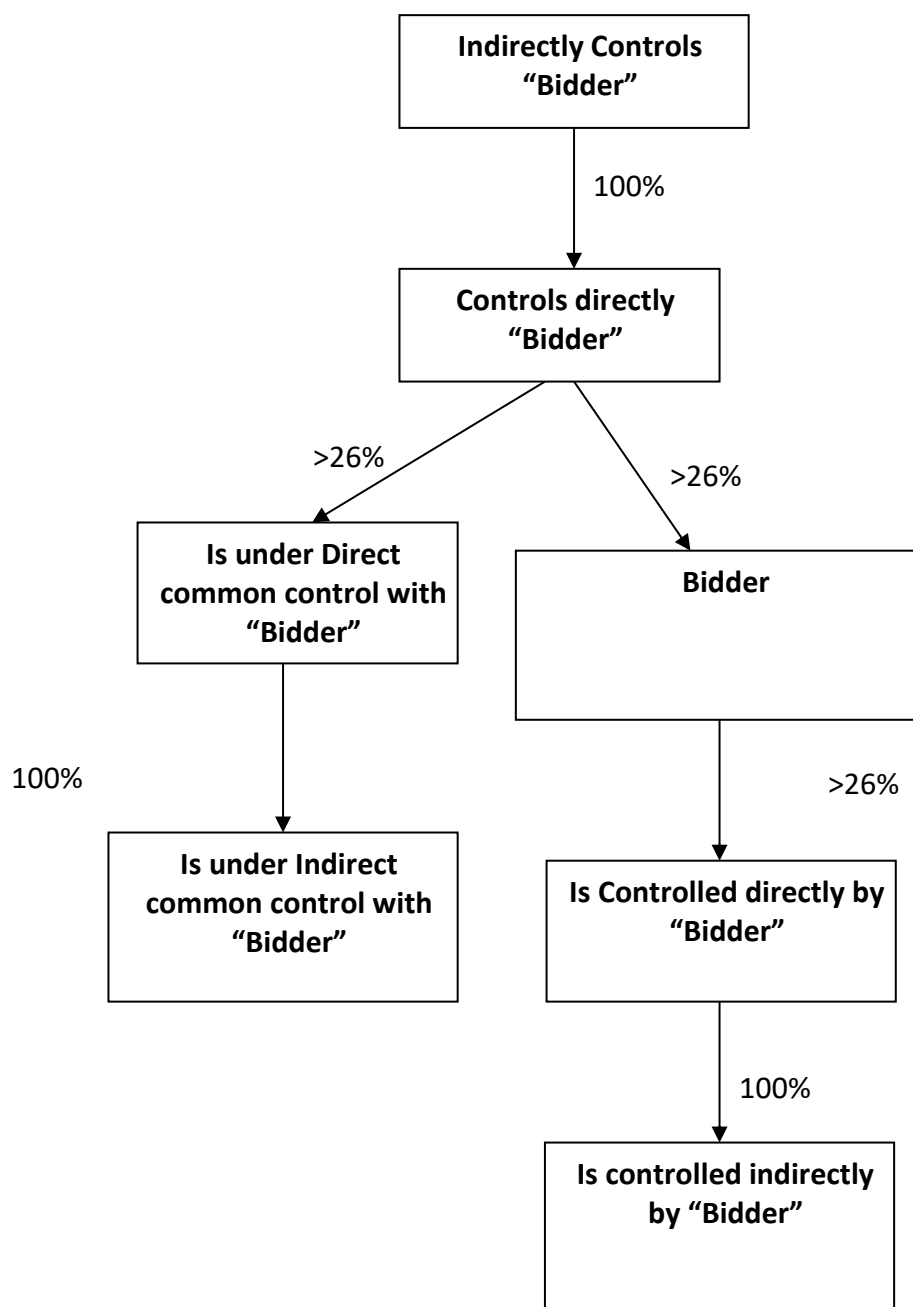 Indirectly Controls
“Bidder”
100%
Controls directly
“Bidder”
>26%
>26%
Is under Direct
common control with
“Bidder”
Bidder
100%
>26%
Is under Indirect
common control with
“Bidder”
Is Controlled directly by
“Bidder”
100%
Is controlled indirectly
by “Bidder”